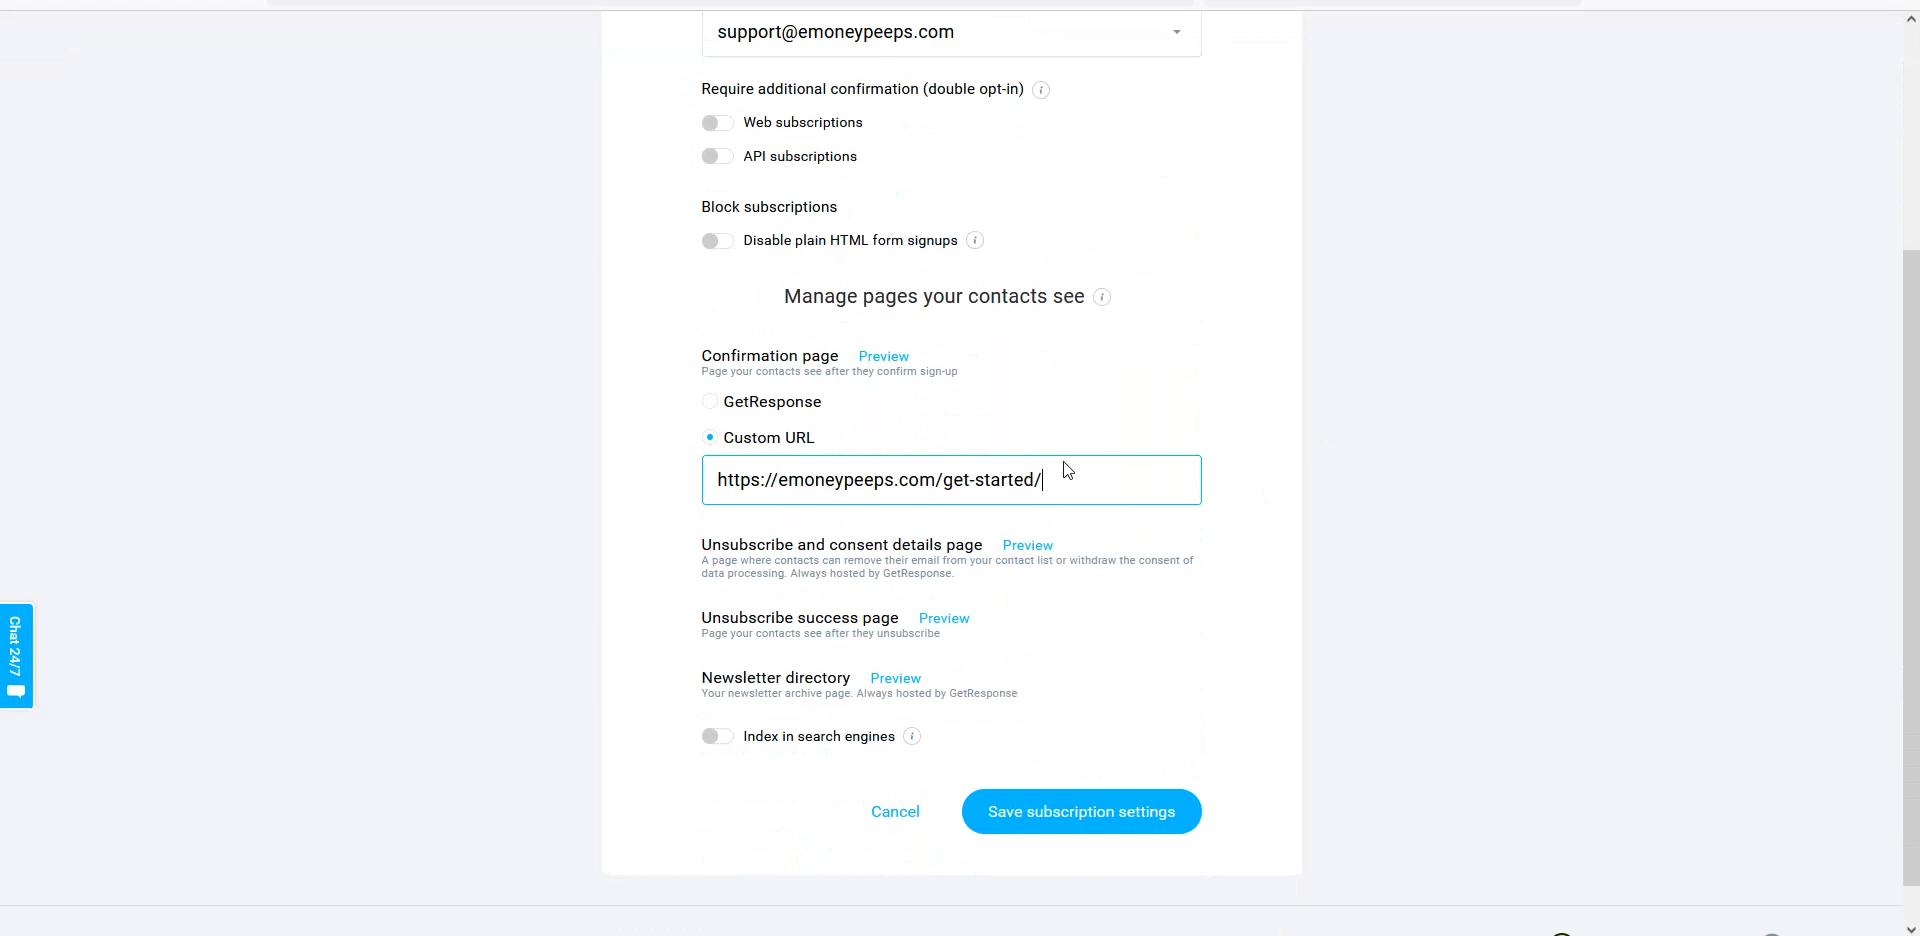 support@emoneypeeps.com
Require additional confirmation (double opt-in) i
Web subscriptions
API subscriptions
Block subscriptions
Disable plain HTML form signups i
Manage pages your contacts see i
Confirmation page Preview
Page your contacts see after they confirm sign-up
GetResponse
Custom URL
https://emoneypeeps.com/get-started/
Unsubscribe and consent details page Preview
A page where contacts can remove their email from your contact list or withdraw the consent of
data processing. Always hosted by GetResponse.
Unsubscribe success page Preview
Page your contacts see after they unsubscribe
Newsletter directory Preview
Your newsletter archive page. Always hosted by GetResponse
Index in search engines i
Cancel Save subscription settings
Chat 24/7